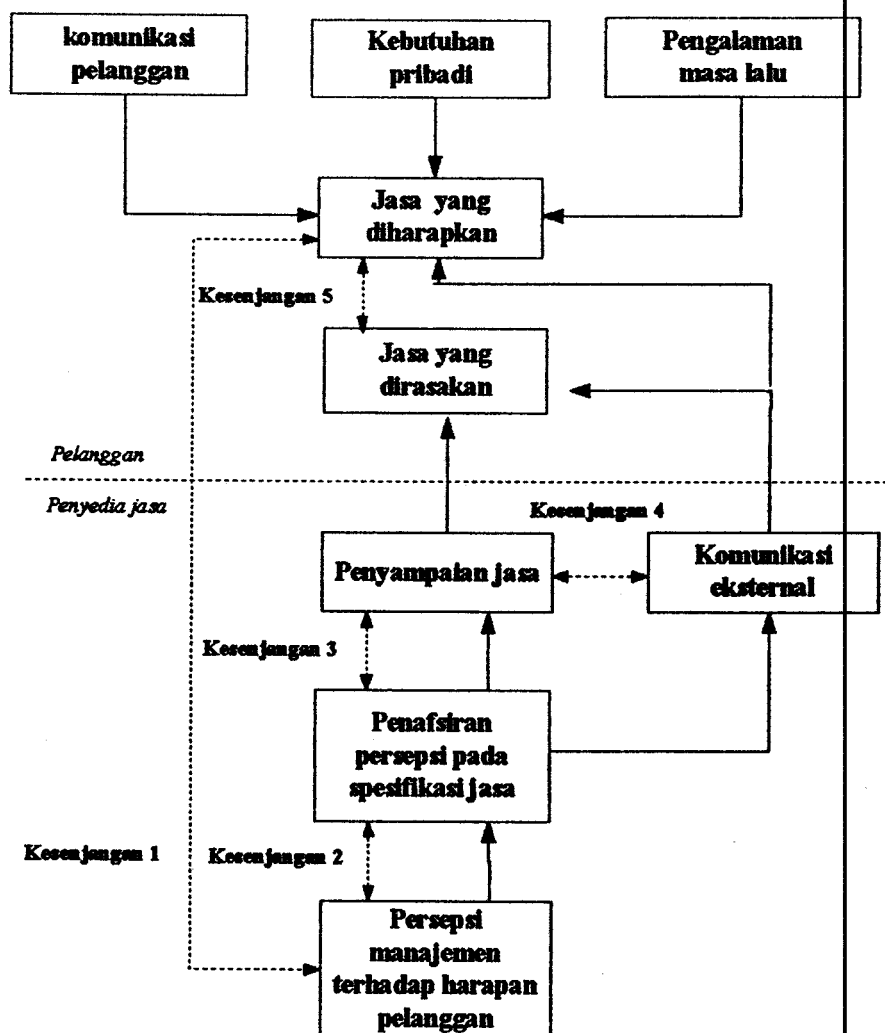 komunikasi
pelanggan
Kebutuhan
pribadi
Pengalaman
masa lalu
Jasa yang
diharapkan
Kesenjangan 5
Jasa yang
dirasakan
Pelanggan
Penyedia jasa
Kesenjangan 4
Penyampaian jasa
Komunikasi
eksternal
Kesenjangan 3
Penafsiran
persepsi pada
spesifikasi jasa
Kesenjangan 1
Kesenjangan 2
Persepsi
manajemen
terhadap harapan
pelanggan